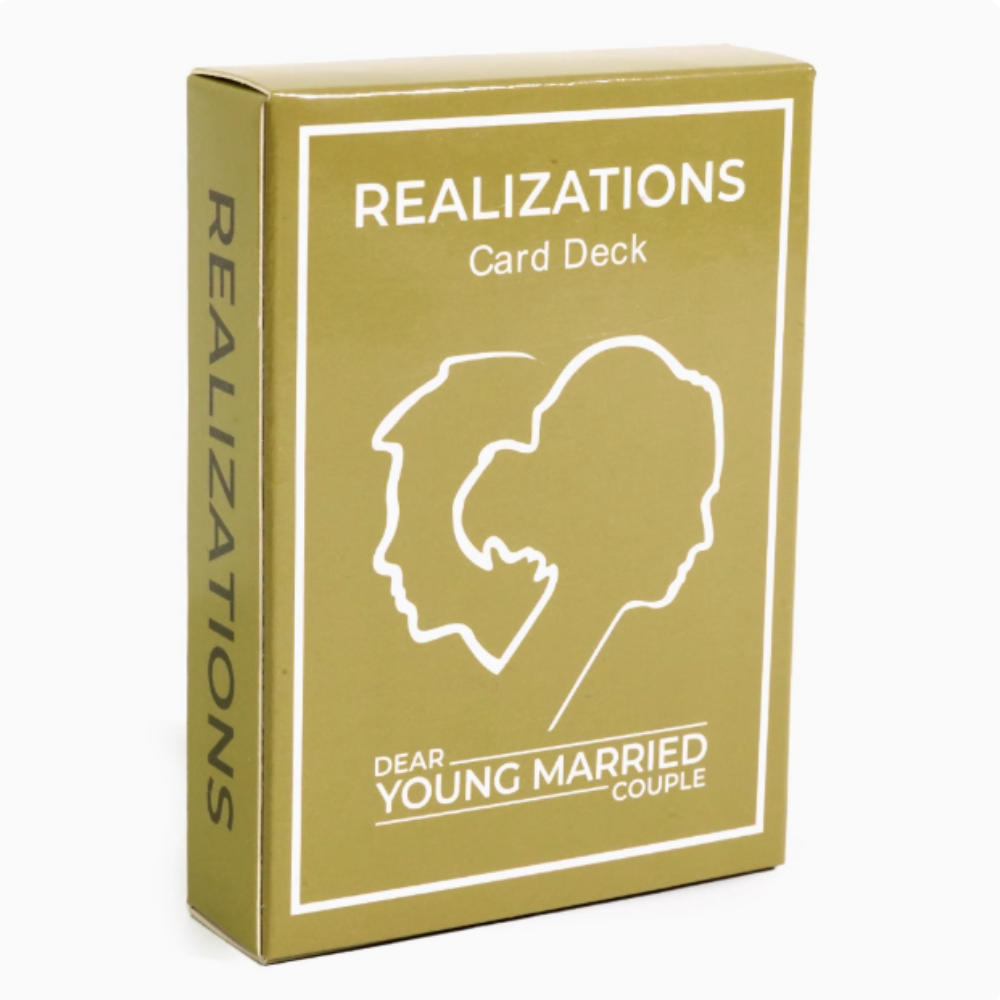 REALIZATIONS
Card Deck
DEAR
YOUNG MARRIED
COUPLE
REALIZATIONS